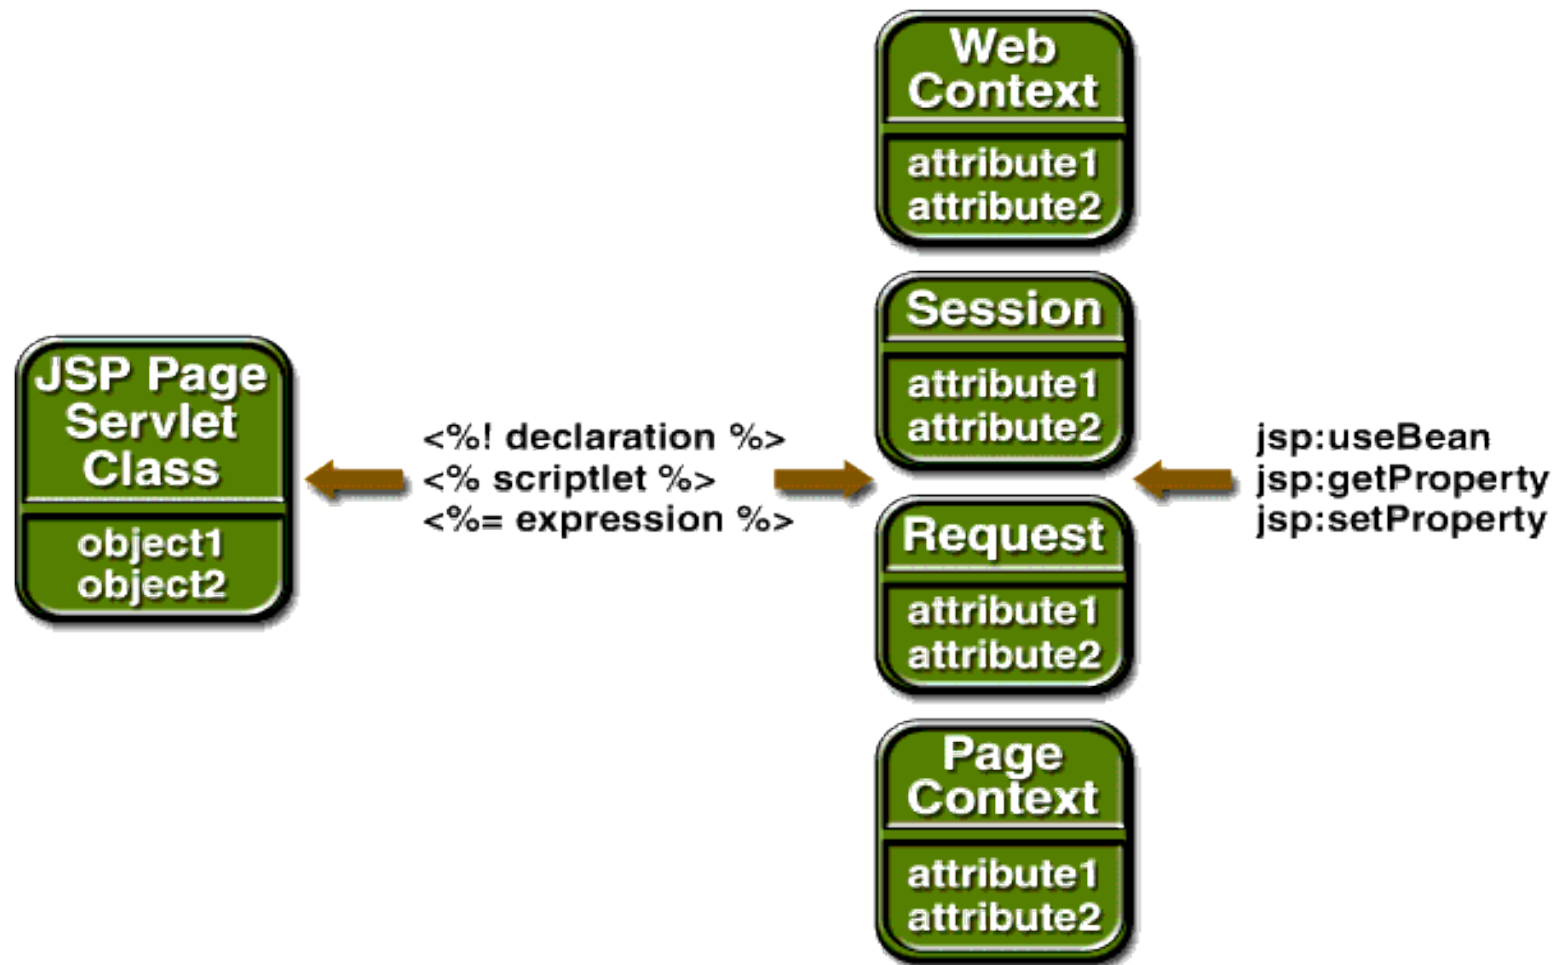 Web
Context
attribute1
attribute2
Session
attribute1
attribute2
JSP Page
Servlet
Class
object1
object2
<%! declaration %>
<% scriptlet %>
<%= expression %>
jsp:useBean
jsp:getProperty
jsp:setProperty
Request
attribute1
attribute2
Page
Context
attribute1
attribute2